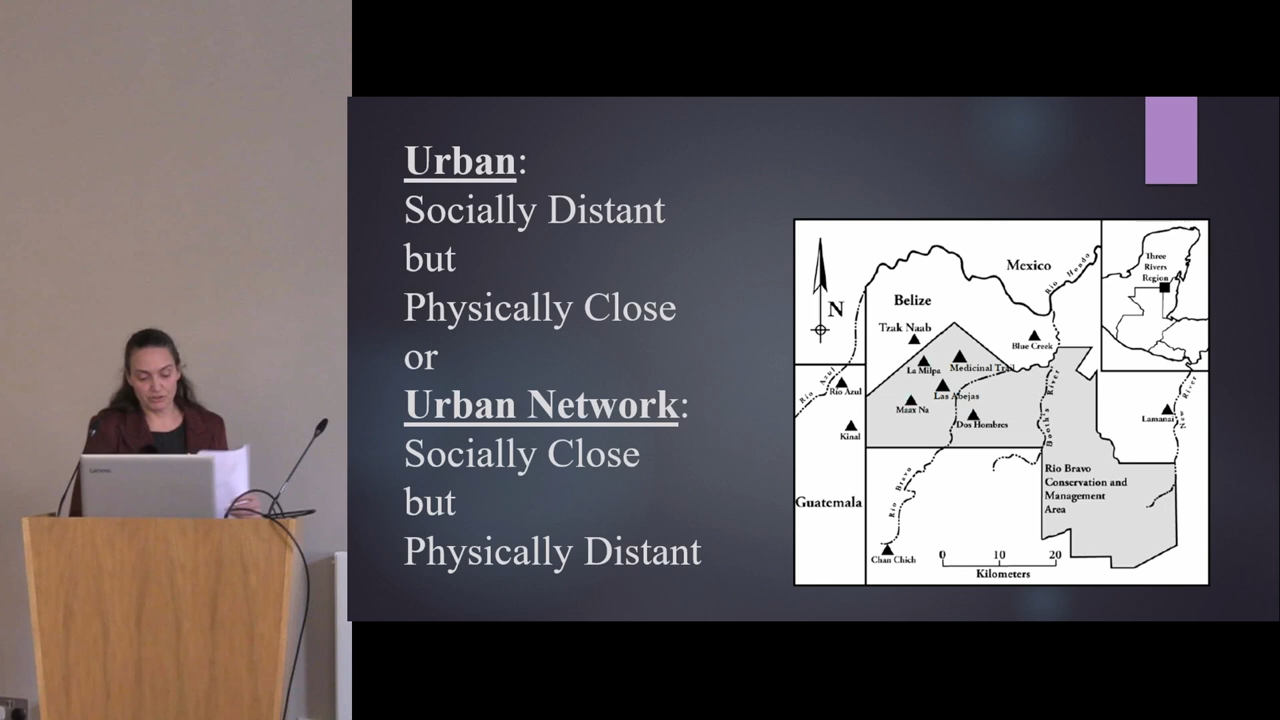 Urban:
Socially Distant
but
Physically Close
or
Urban Network:
Socially Close
but
Physically Distant
Mexico
Rio Hondo
Three
Rivers
Region
N
Belize
Tzak Naab
Blue Creek
La Milpa
Medicinal Trail
Rio Azul
Rio Azul
Las Abejas
Maax Na
Dos Hombres
Booth's River
Lamanai
New River
Kinal
Rio Bravo
Conservation and
Management
Area
Guatemala
Rio Bravo
Chan Chich
0 10 20
Kilometers
Lenovo